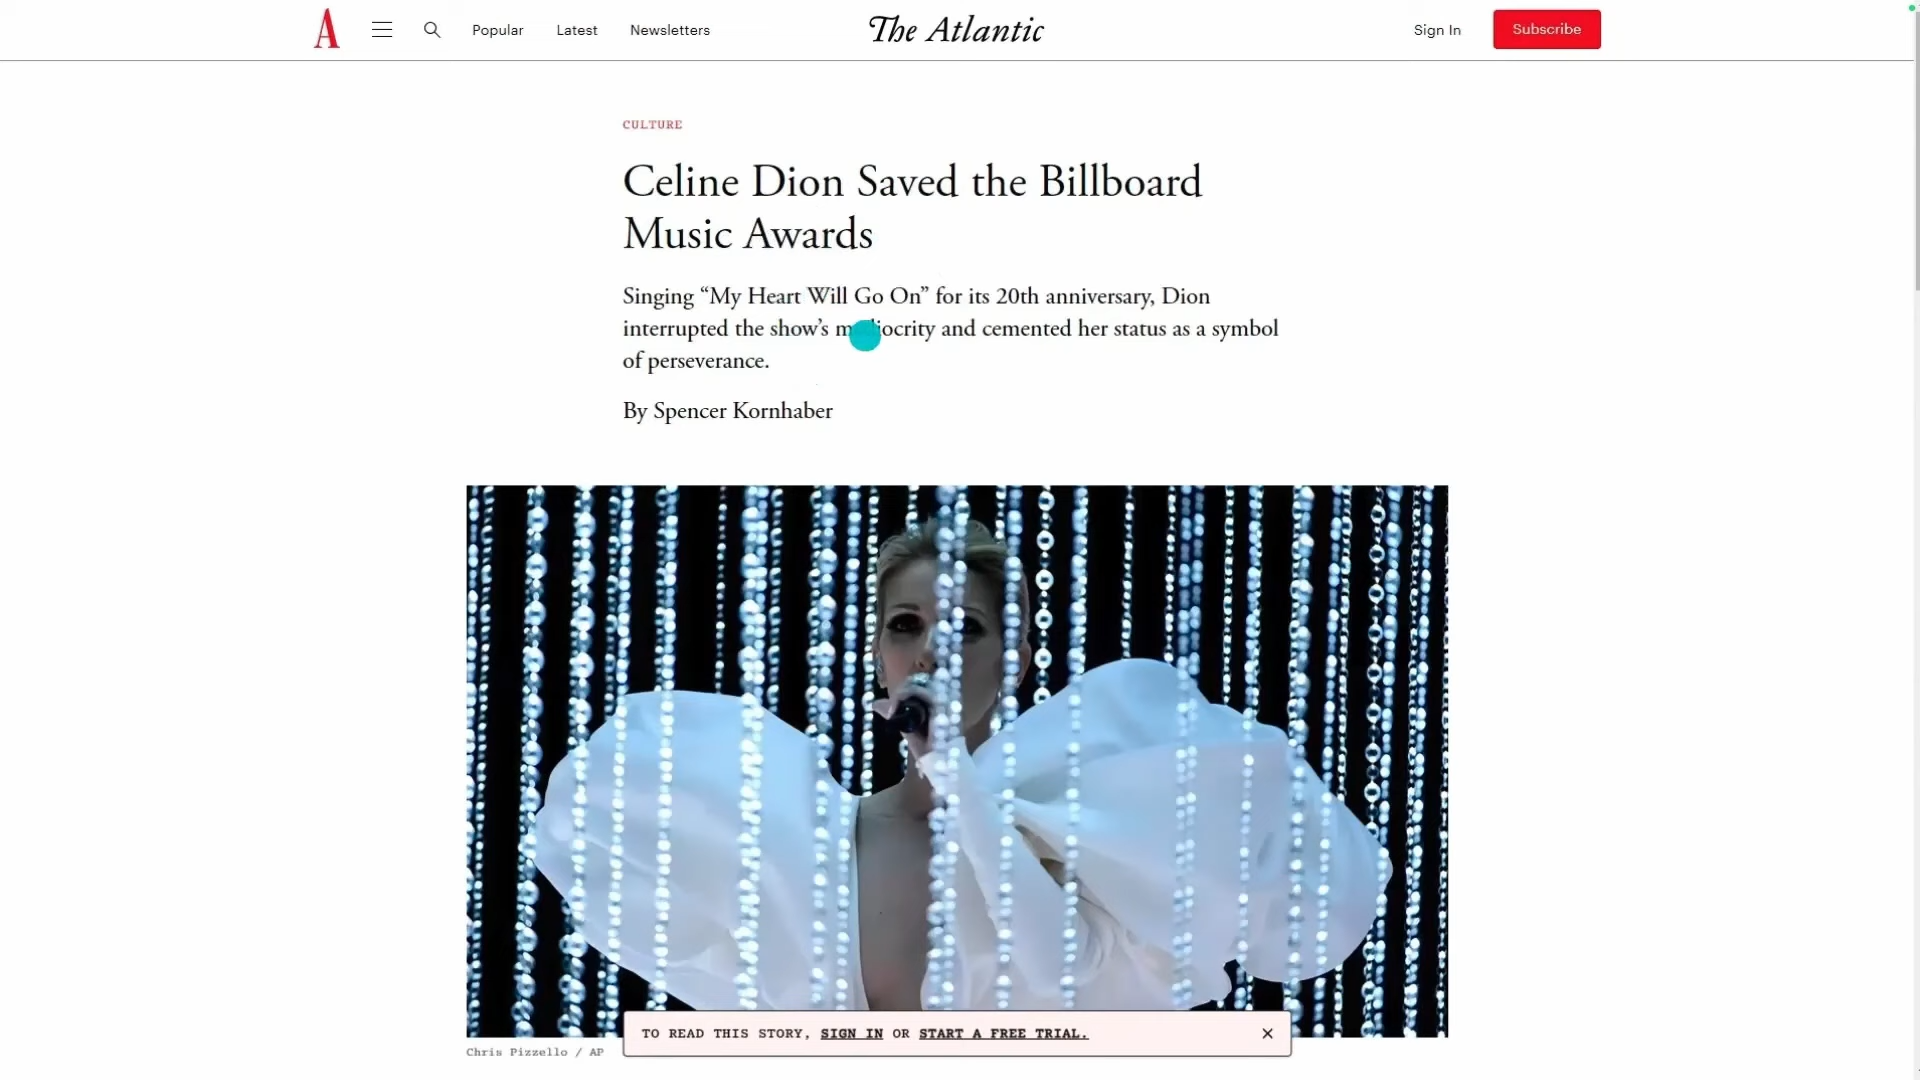 A
Popular
Latest
Newsletters
The Atlantic
Sign In
Subscribe
CULTURE
Celine Dion Saved the Billboard
Music Awards
Singing “My Heart Will Go On” for its 20th anniversary, Dion
interrupted the show’s mediocrity and cemented her status as a symbol
of perseverance.
By Spencer Kornhaber
TO READ THIS STORY, SIGN IN OR START A FREE TRIAL.
Chris Pizzello / AP